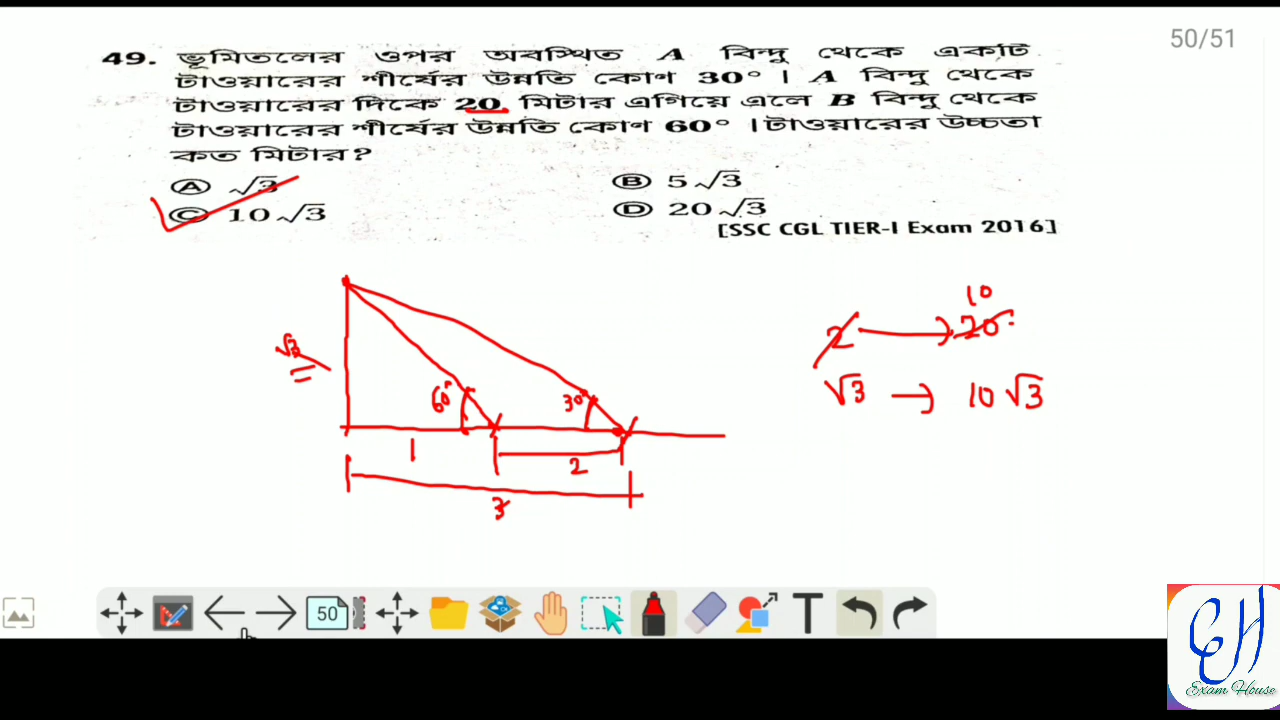 50/51
49. ভূমিতলের ওপর অবস্থিত A বিন্দু থেকে একটি
টাওয়ারের শীর্ষের উন্নতি কোণ 30° । A বিন্দু থেকে
টাওয়ারের দিকে 20 মিটার এগিয়ে এলে B বিন্দু থেকে
টাওয়ারের শীর্ষের উন্নতি কোণ 60° । টাওয়ারের উচ্চতা
কত মিটার?
Ⓐ √3 Ⓑ 5√3
Ⓒ 10√3 Ⓓ 20√3
[SSC CGL TIER-I Exam 2016]
√3
60°
30°
1
2
3
10
2 → 20
√3 → 10√3
50
T
EH
Exam House